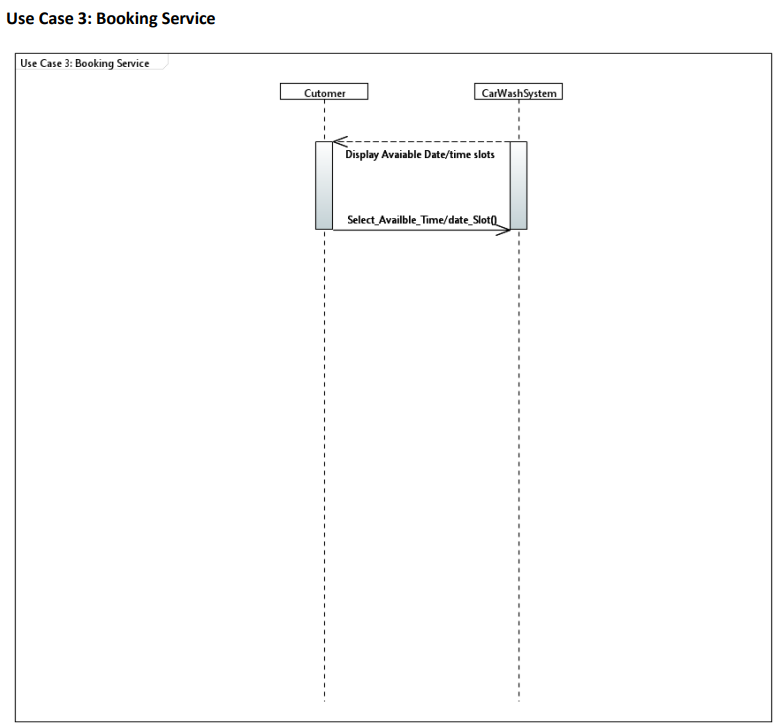 Use Case 3: Booking Service
Use Case 3: Booking Service
Cutomer
CarWashSystem
Display Avaiable Date/time slots
Select_Availble_Time/date_Slot()